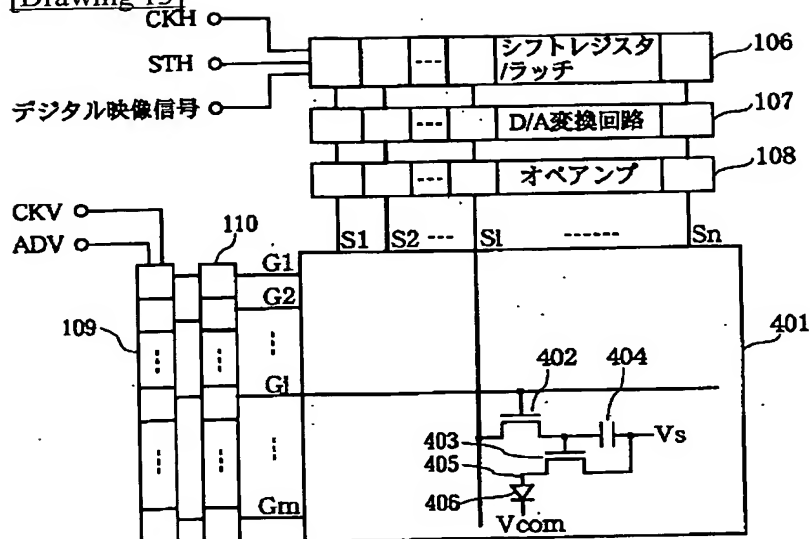 Drawing 15
CKH
STH
デジタル映像信号
シフトレジスタ
/ラッチ
106
D/A変換回路
107
オペアンプ
108
CKV
ADV
110
S1 S2 --- Sl ------ Sn
109
G1
G2
Gl
Gm
401
402
404
403
405
406
Vs
Vcom